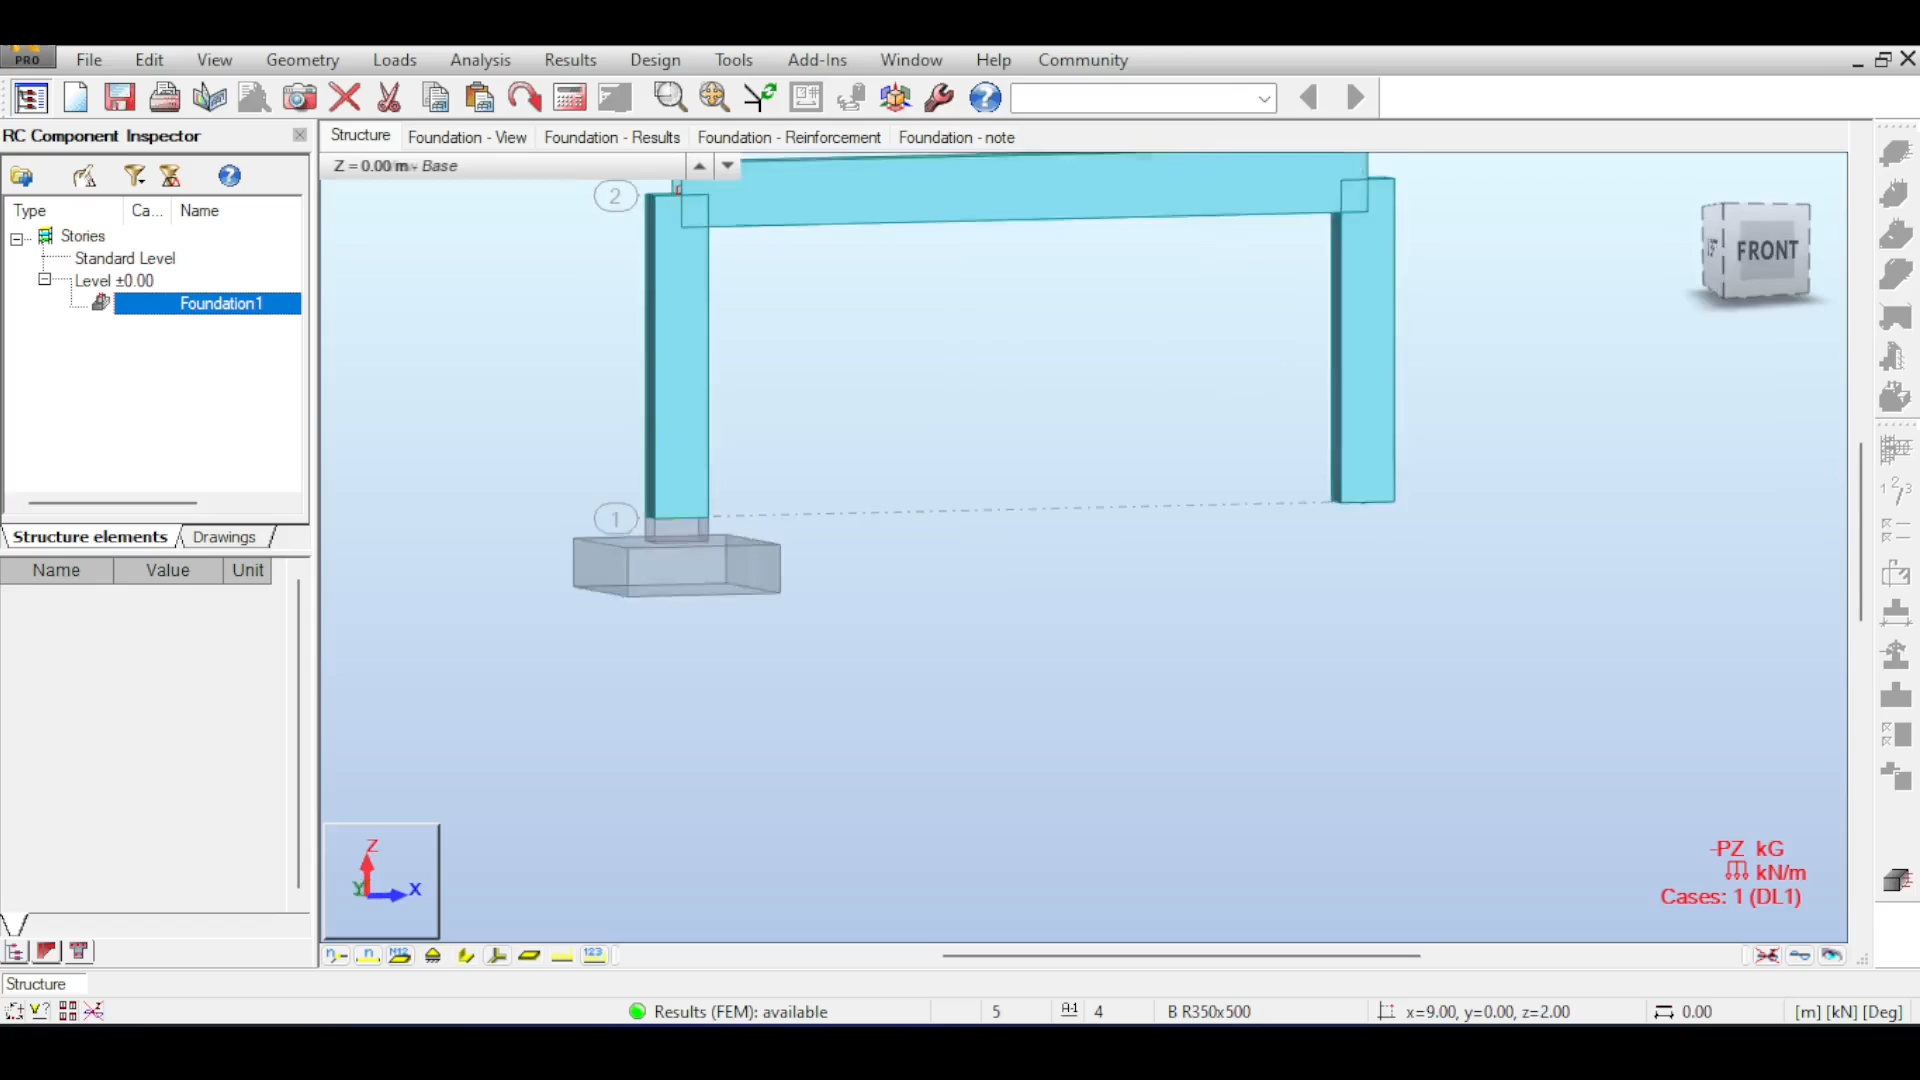 PRO
File Edit View Geometry Loads Analysis Results Design Tools Add-Ins Window Help Community
RC Component Inspector
Structure Foundation - View Foundation - Results Foundation - Reinforcement Foundation - note
Z = 0.00 m - Base
Type Ca... Name
Stories
Standard Level
Level ±0.00
Foundation1
2
1
FRONT
Structure elements Drawings
Name Value Unit
Z
Y
X
-PZ kG
kN/m
Cases: 1 (DL1)
Structure
Results (FEM): available 5 4 B R350x500 x=9.00, y=0.00, z=2.00 0.00 [m] [kN] [Deg]